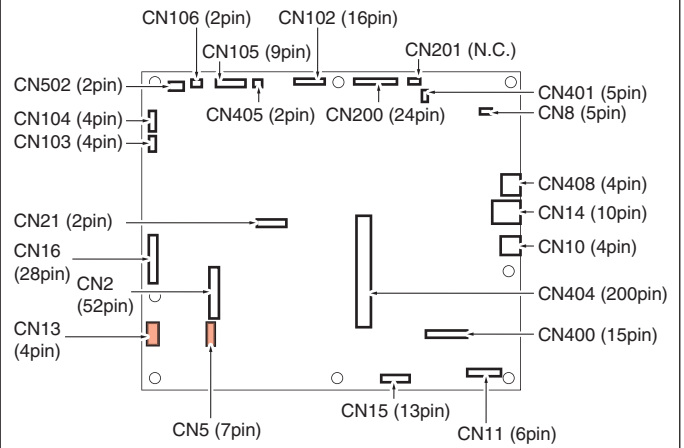 CN106 (2pin)
CN102 (16pin)
CN105 (9pin)
CN201 (N.C.)
CN502 (2pin)
CN401 (5pin)
CN104 (4pin)
CN405 (2pin)
CN200 (24pin)
CN8 (5pin)
CN103 (4pin)
CN408 (4pin)
CN21 (2pin)
CN14 (10pin)
CN16
(28pin)
CN10 (4pin)
CN2
(52pin)
CN404 (200pin)
CN13
(4pin)
CN400 (15pin)
CN5 (7pin)
CN15 (13pin)
CN11 (6pin)